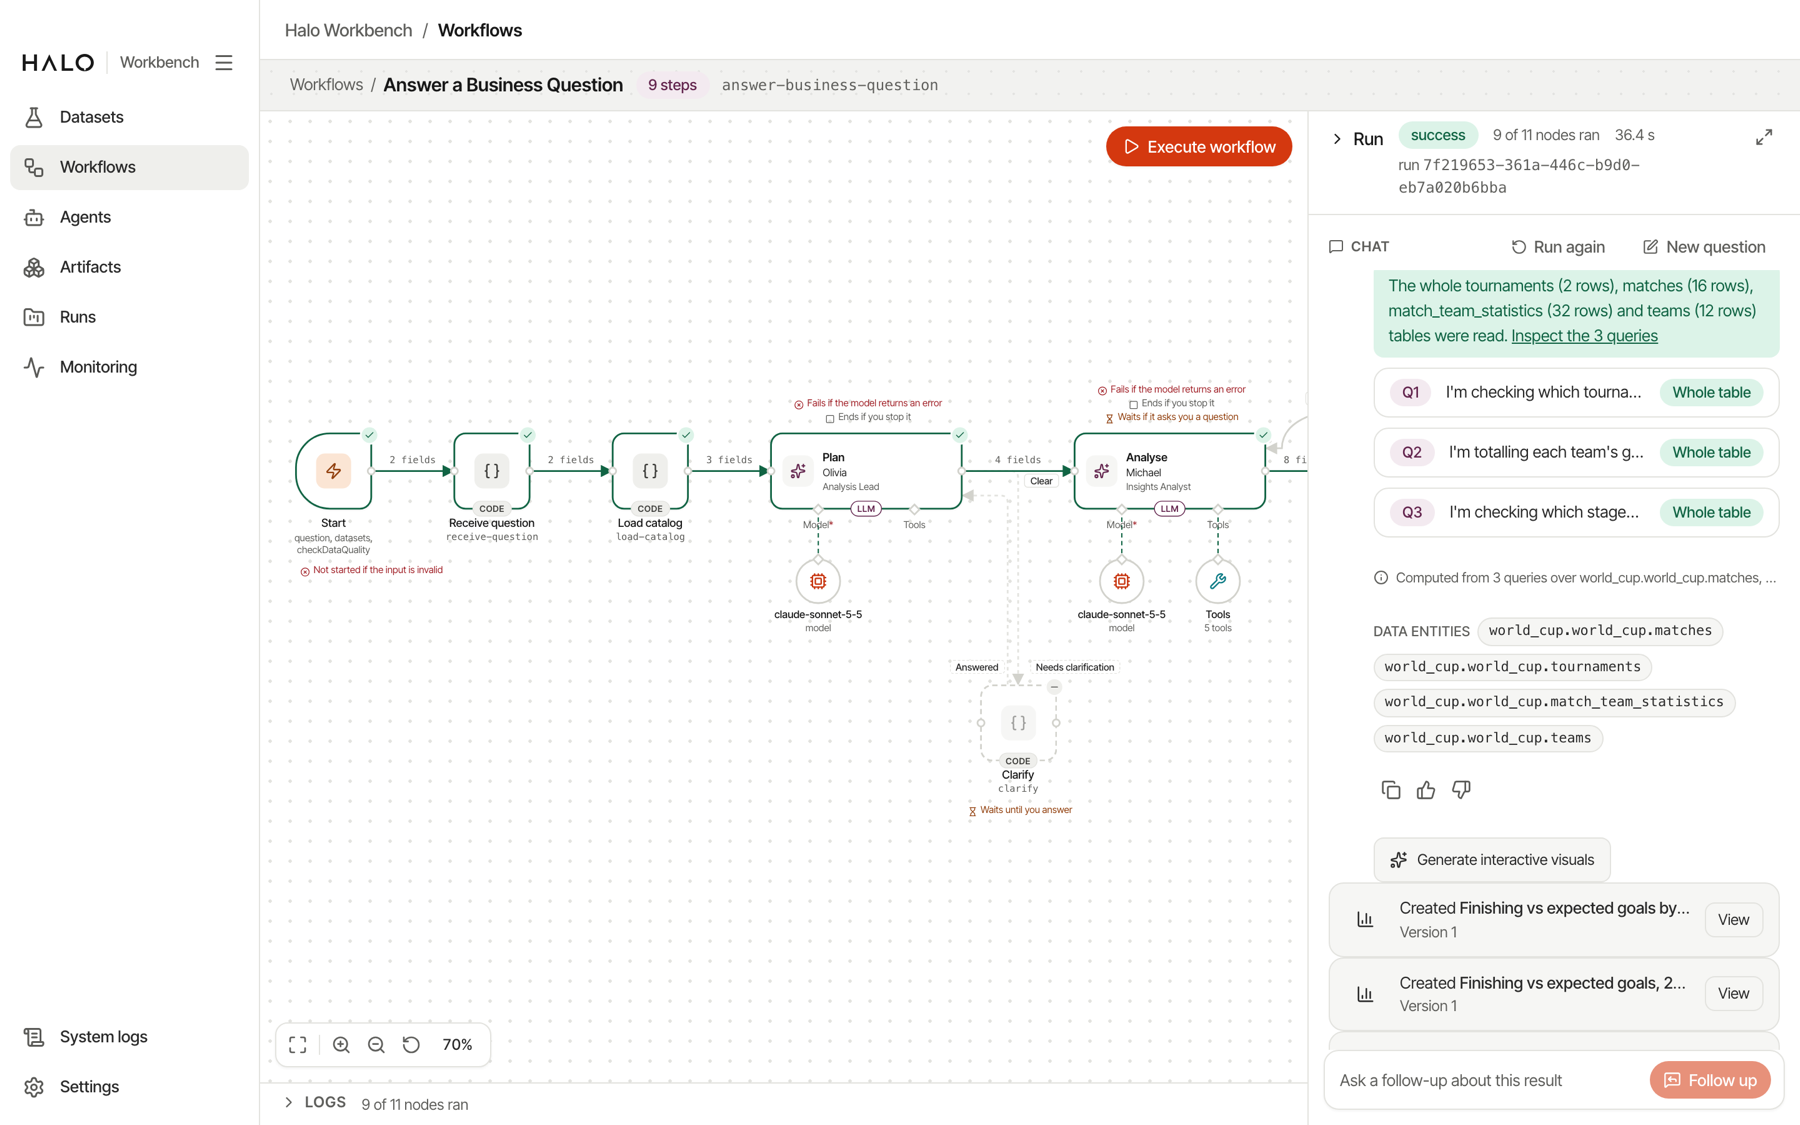 HALO
Workbench
Datasets
Workflows
Agents
Artifacts
Runs
Monitoring
System logs
Settings
Halo Workbench / Workflows
Workflows / Answer a Business Question 9 steps answer-business-question
Execute workflow
Start
question, datasets,
checkDataQuality
Not started if the input is invalid
2 fields
CODE
Receive question
receive-question
2 fields
CODE
Load catalog
load-catalog
3 fields
Fails if the model returns an error
Ends if you stop it
Plan
Olivia
Analysis Lead
LLM
Model*
Tools
claude-sonnet-5-5
model
4 fields
Clear
Fails if the model returns an error
Ends if you stop it
Waits if it asks you a question
Analyse
Michael
Insights Analyst
LLM
Model*
Tools
claude-sonnet-5-5
model
Tools
5 tools
8 fi
Answered
Needs clarification
CODE
Clarify
clarify
Waits until you answer
70%
LOGS 9 of 11 nodes ran
Run success 9 of 11 nodes ran 36.4 s
run 7f219653-361a-446c-b9d0-
eb7a020b6bba
CHAT Run again New question
The whole tournaments (2 rows), matches (16 rows),
match_team_statistics (32 rows) and teams (12 rows)
tables were read. Inspect the 3 queries
Q1 I'm checking which tourna... Whole table
Q2 I'm totalling each team's g... Whole table
Q3 I'm checking which stage... Whole table
Computed from 3 queries over world_cup.world_cup.matches, ...
DATA ENTITIES world_cup.world_cup.matches
world_cup.world_cup.tournaments
world_cup.world_cup.match_team_statistics
world_cup.world_cup.teams
Generate interactive visuals
Created Finishing vs expected goals by...
Version 1
View
Created Finishing vs expected goals, 2...
Version 1
View
Ask a follow-up about this result
Follow up